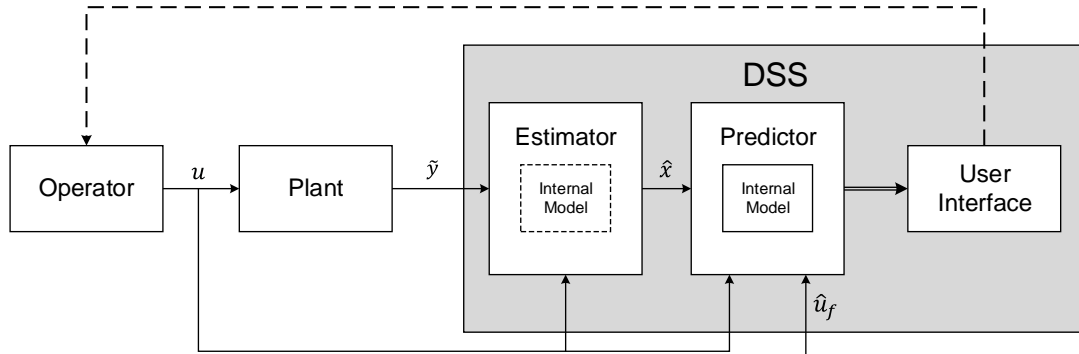 DSS
Estimator
Predictor
Operator
u
Plant
ỹ
Internal
Model
x̂
Internal
Model
User
Interface
û_f